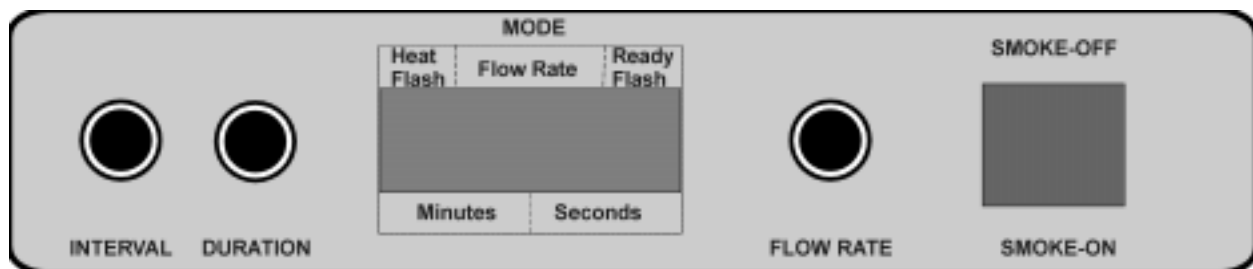 MODE
Heat Flash
Flow Rate
Ready Flash
SMOKE-OFF
Minutes
Seconds
INTERVAL
DURATION
FLOW RATE
SMOKE-ON